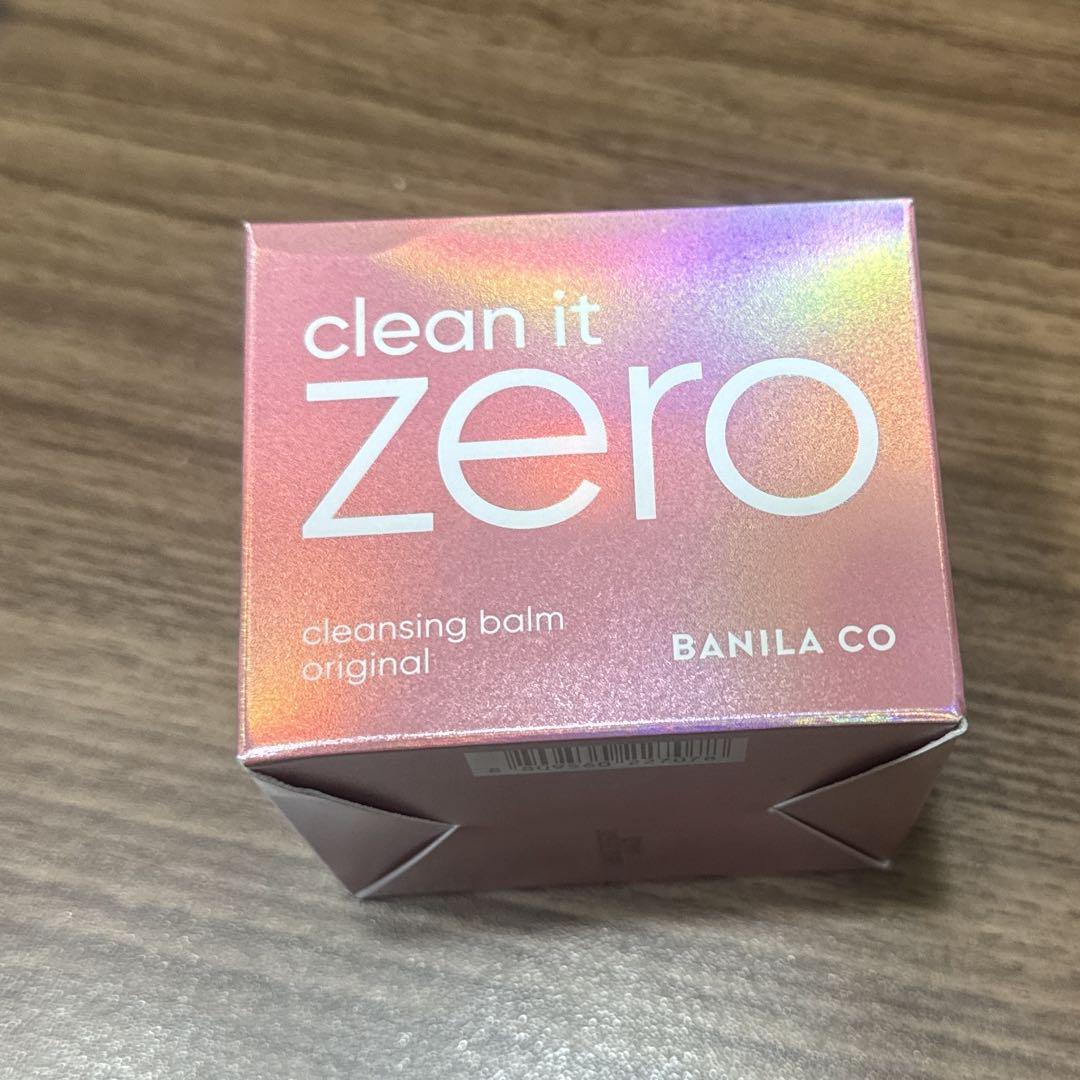 clean it
zero
cleansing balm
original
BANILA CO